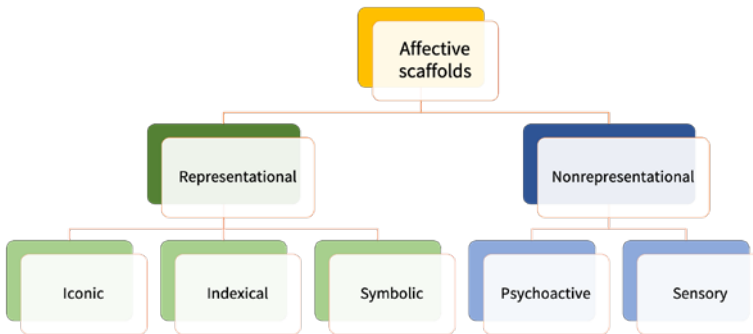 Affective
scaffolds
Representational
Nonrepresentational
Iconic
Indexical
Symbolic
Psychoactive
Sensory